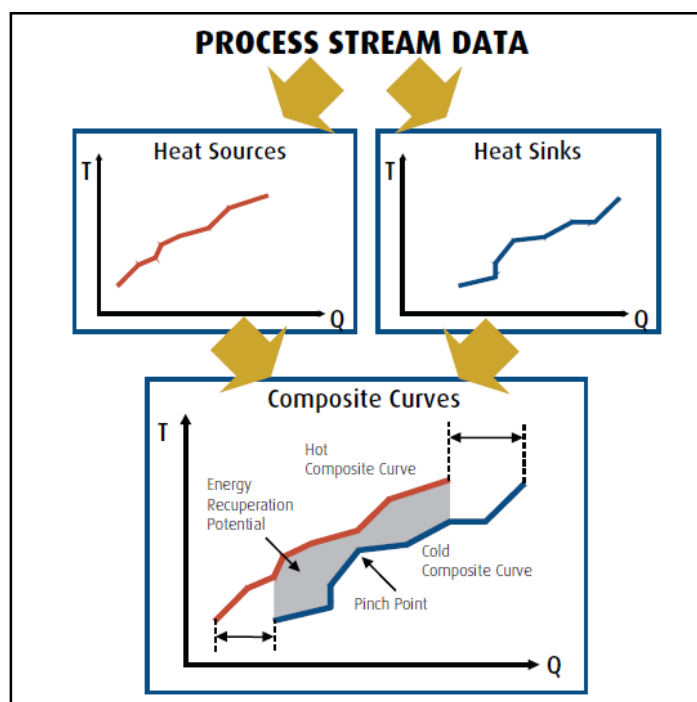 PROCESS STREAM DATA
Heat Sources
T
Q
Heat Sinks
T
Q
Composite Curves
T
Hot
Composite Curve
Energy
Recuperation
Potential
Cold
Composite Curve
Pinch Point
Q